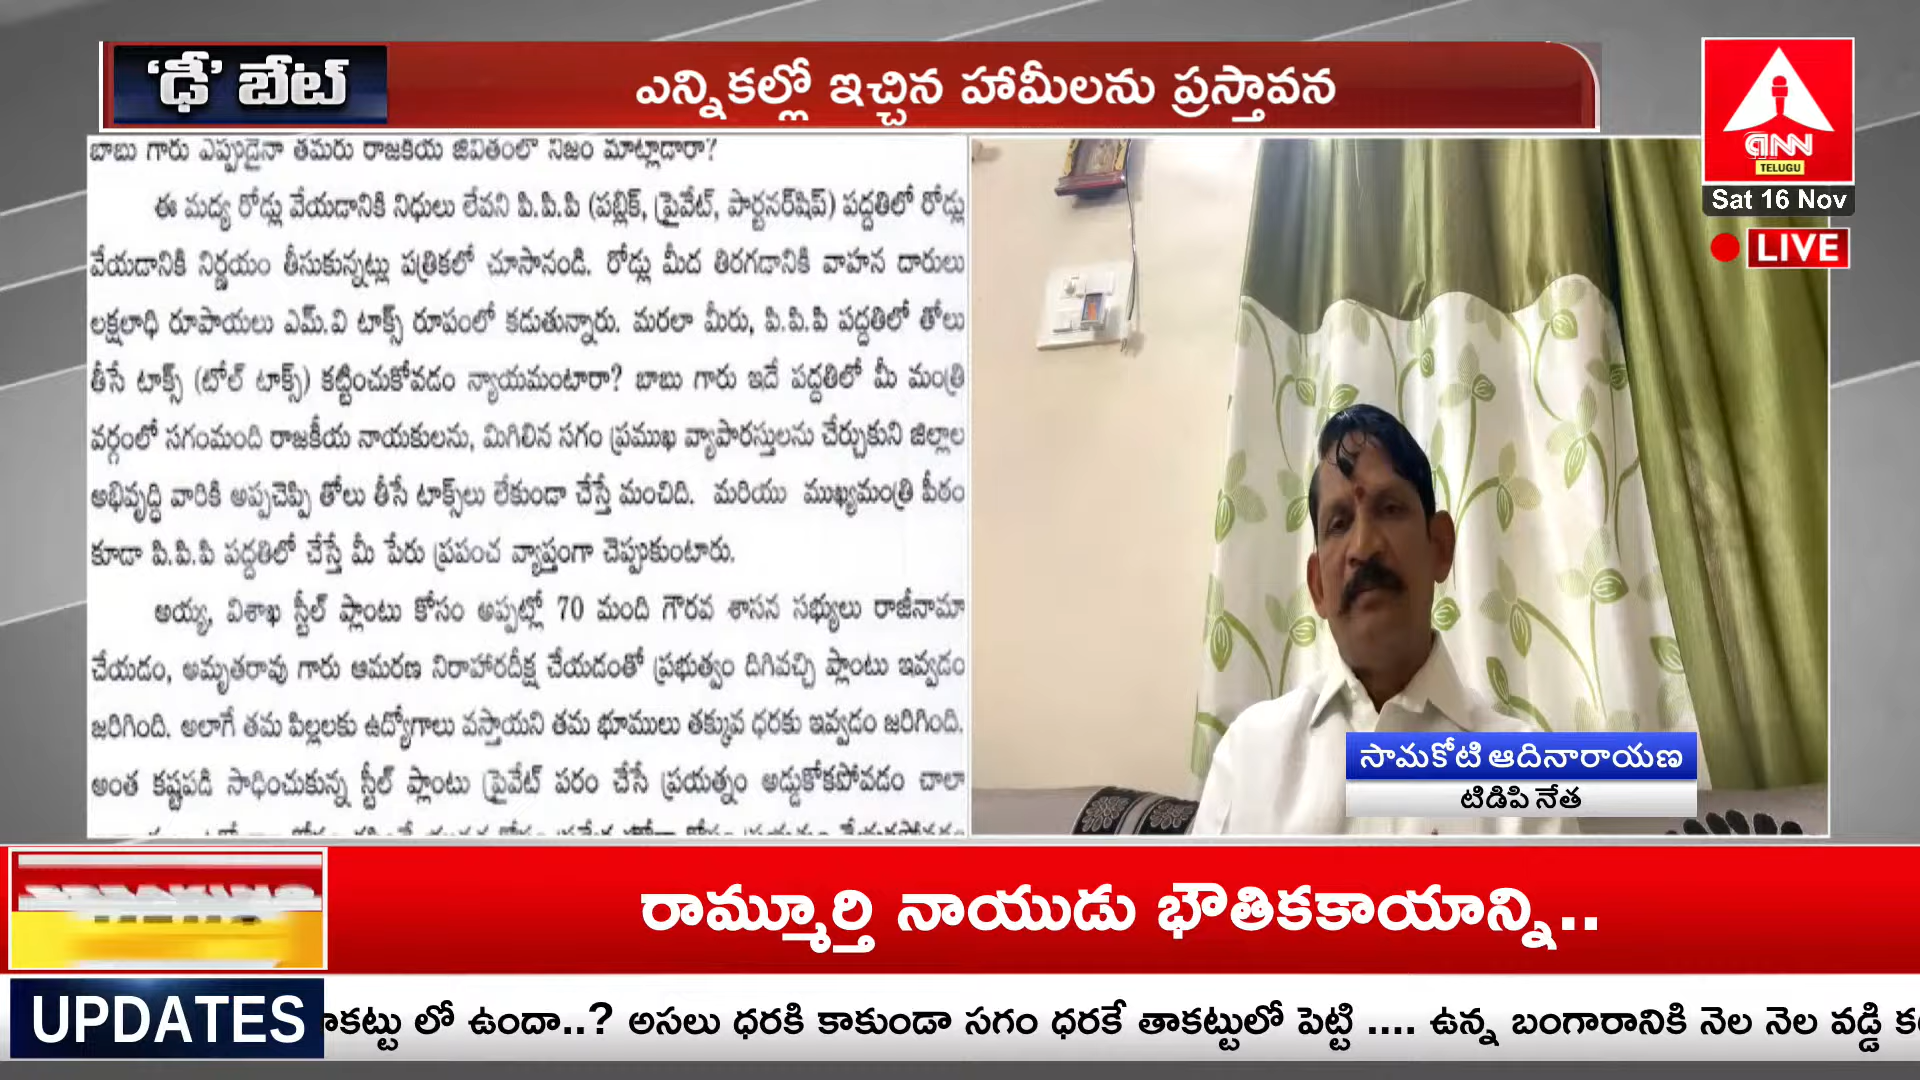 'ఢీ' బేట్
ఎన్నికల్లో ఇచ్చిన హామీలను ప్రస్తావన
ANN
TELUGU
Sat 16 Nov
LIVE
బాబు గారు ఎప్పుడైనా తమరు రాజకీయ జీవితంలో నిజం మాట్లాడారా?
ఈ మధ్య రోడ్లు వేయడానికి నిధులు లేవని పి.పి.పి (పబ్లిక్, ప్రైవేట్, పార్టనర్‌షిప్) పద్దతిలో రోడ్లు
వేయడానికి నిర్ణయం తీసుకున్నట్లు పత్రికలో చూసానండి. రోడ్లు మీద తిరగడానికి వాహన దారులు
లక్షలాధి రూపాయలు ఎమ్.వి టాక్స్ రూపంలో కడుతున్నారు. మరలా మీరు, పి.పి.పి పద్దతిలో తోలు
తీసే టాక్స్ (టోల్ టాక్స్) కట్టించుకోవడం న్యాయమంటారా? బాబు గారు ఇదే పద్దతిలో మీ మంత్రి
వర్గంలో సగంమంది రాజకీయ నాయకులను, మిగిలిన సగం ప్రముఖ వ్యాపారస్తులను చేర్చుకుని జిల్లాల
అభివృద్ధి వారికి అప్పచెప్పి తోలు తీసే టాక్స్‌లు లేకుండా చేస్తే మంచిది. మరియు ముఖ్యమంత్రి పీఠం
కూడా పి.పి.పి పద్దతిలో చేస్తే మీ పేరు ప్రపంచ వ్యాప్తంగా చెప్పుకుంటారు.
అయ్య, విశాఖ స్టీల్ ప్లాంటు కోసం అప్పట్లో 70 మంది గౌరవ శాసన సభ్యులు రాజీనామా
చేయడం, అమృతరావు గారు ఆమరణ నిరాహారదీక్ష చేయడంతో ప్రభుత్వం దిగివచ్చి ప్లాంటు ఇవ్వడం
జరిగింది. అలాగే తమ పిల్లలకు ఉద్యోగాలు వస్తాయని తమ భూములు తక్కువ ధరకు ఇవ్వడం జరిగింది.
అంత కష్టపడి సాధించుకున్న స్టీల్ ప్లాంటు ప్రైవేట్ పరం చేసే ప్రయత్నం అడ్డుకోకపోవడం చాలా
సామకోటి ఆదినారాయణ
టిడిపి నేత
రామ్మూర్తి నాయుడు భౌతికకాయాన్ని..
UPDATES
లో ఉందా..? అసలు ధరకి కాకుండా సగం ధరకే తాకట్టులో పెట్టి .... ఉన్న బంగారానికి నెల నెల వడ్డి